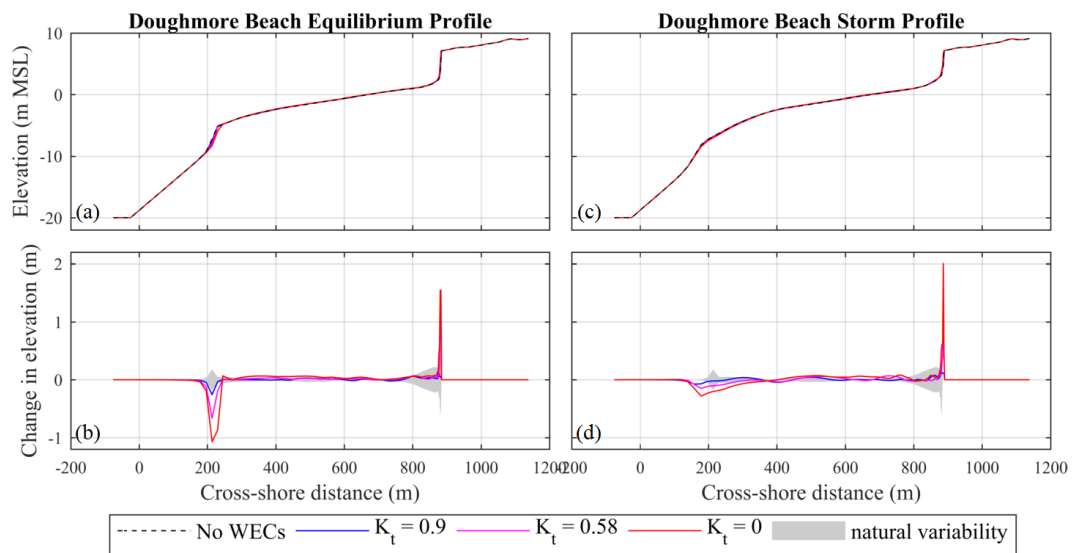 Doughmore Beach Equilibrium Profile
Doughmore Beach Storm Profile
10
0
-10
-20
Elevation (m MSL)
(a)
(c)
2
1
0
-1
Change in elevation (m)
(b)
(d)
-200 0 200 400 600 800 1000 1200
-200 0 200 400 600 800 1000 1200
Cross-shore distance (m)
Cross-shore distance (m)
No WECs
K_t = 0.9
K_t = 0.58
K_t = 0
natural variability